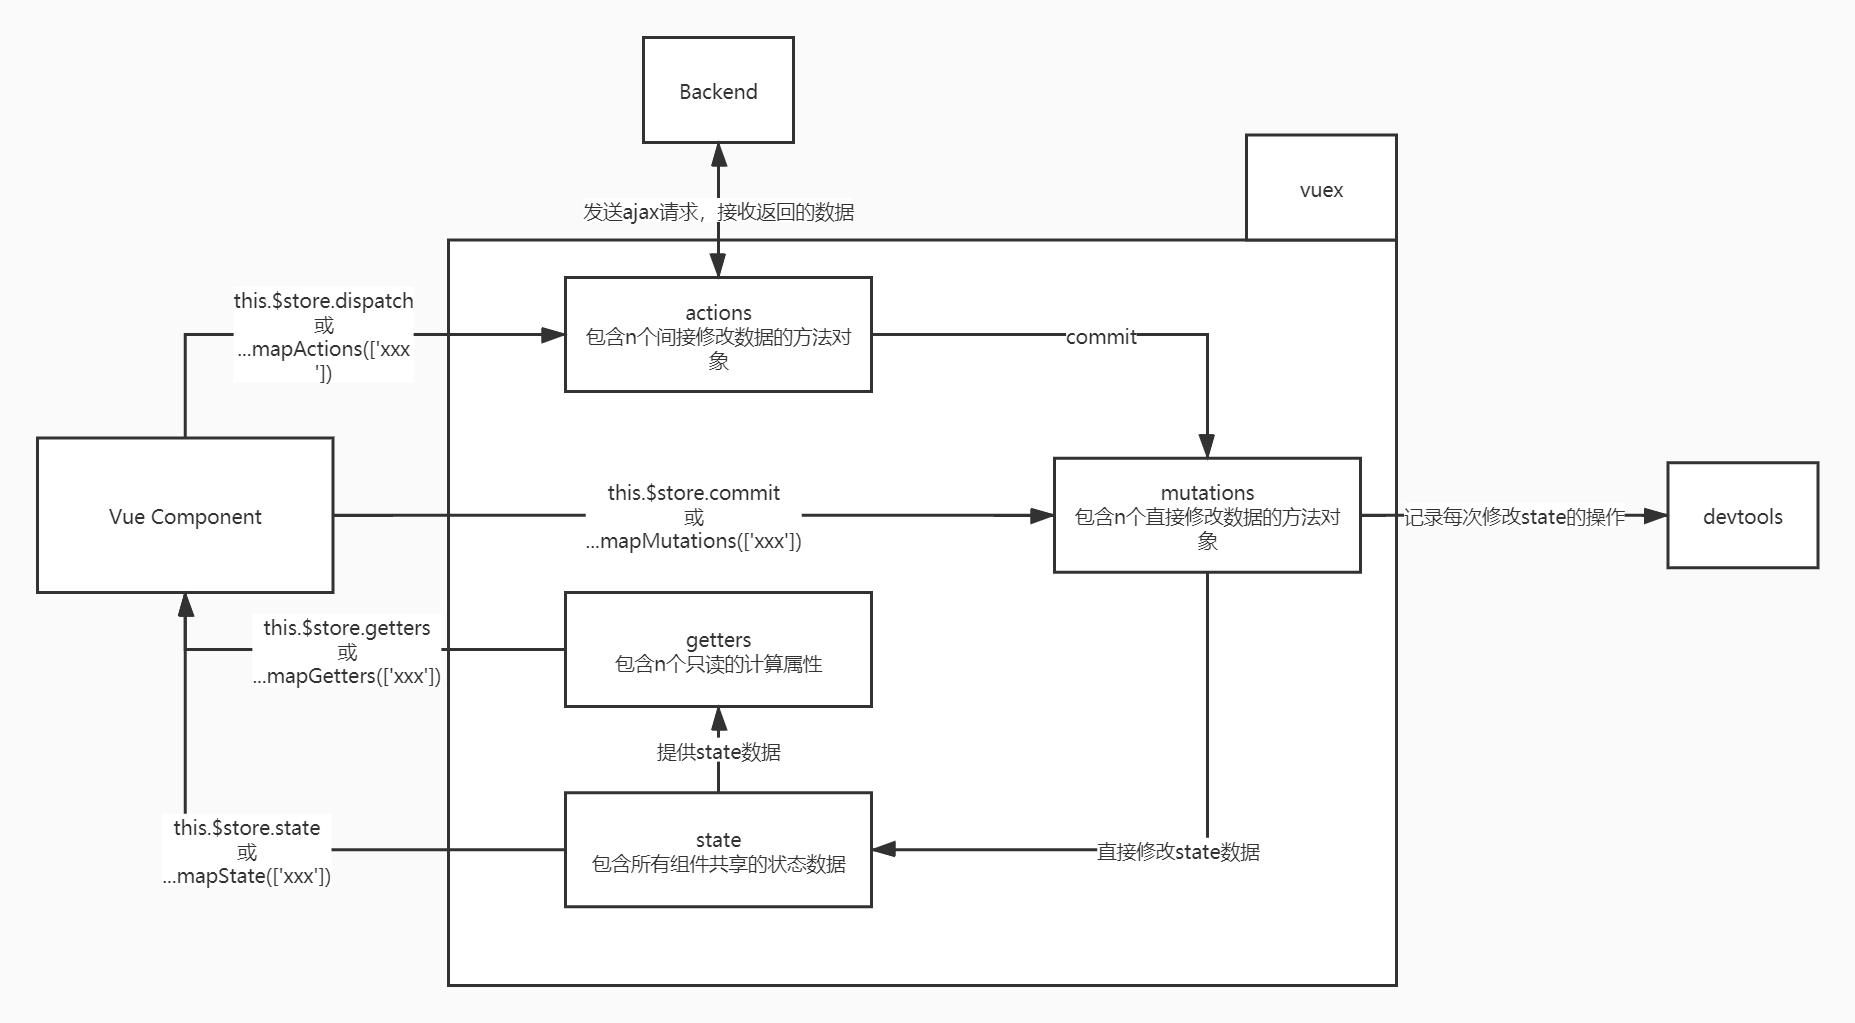 Backend
vuex
发送ajax请求，接收返回的数据
this.$store.dispatch
或
...mapActions(['xxx
'])
actions
包含n个间接修改数据的方法对
象
commit
Vue Component
this.$store.commit
或
...mapMutations(['xxx'])
mutations
包含n个直接修改数据的方法对
象
记录每次修改state的操作
devtools
this.$store.getters
或
...mapGetters(['xxx'])
getters
包含n个只读的计算属性
提供state数据
this.$store.state
或
...mapState(['xxx'])
state
包含所有组件共享的状态数据
直接修改state数据